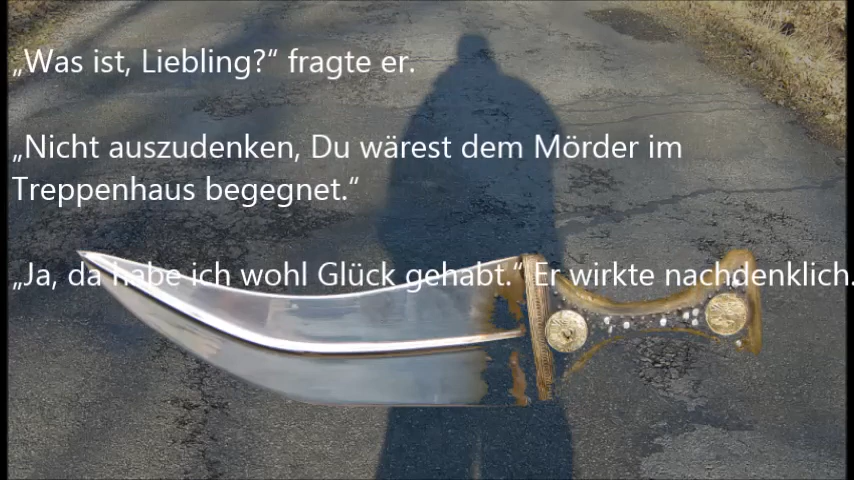 „Was ist, Liebling?“ fragte er.
„Nicht auszudenken, Du wärest dem Mörder im
Treppenhaus begegnet.“
„Ja, da habe ich wohl Glück gehabt.“ Er wirkte nachdenklich.